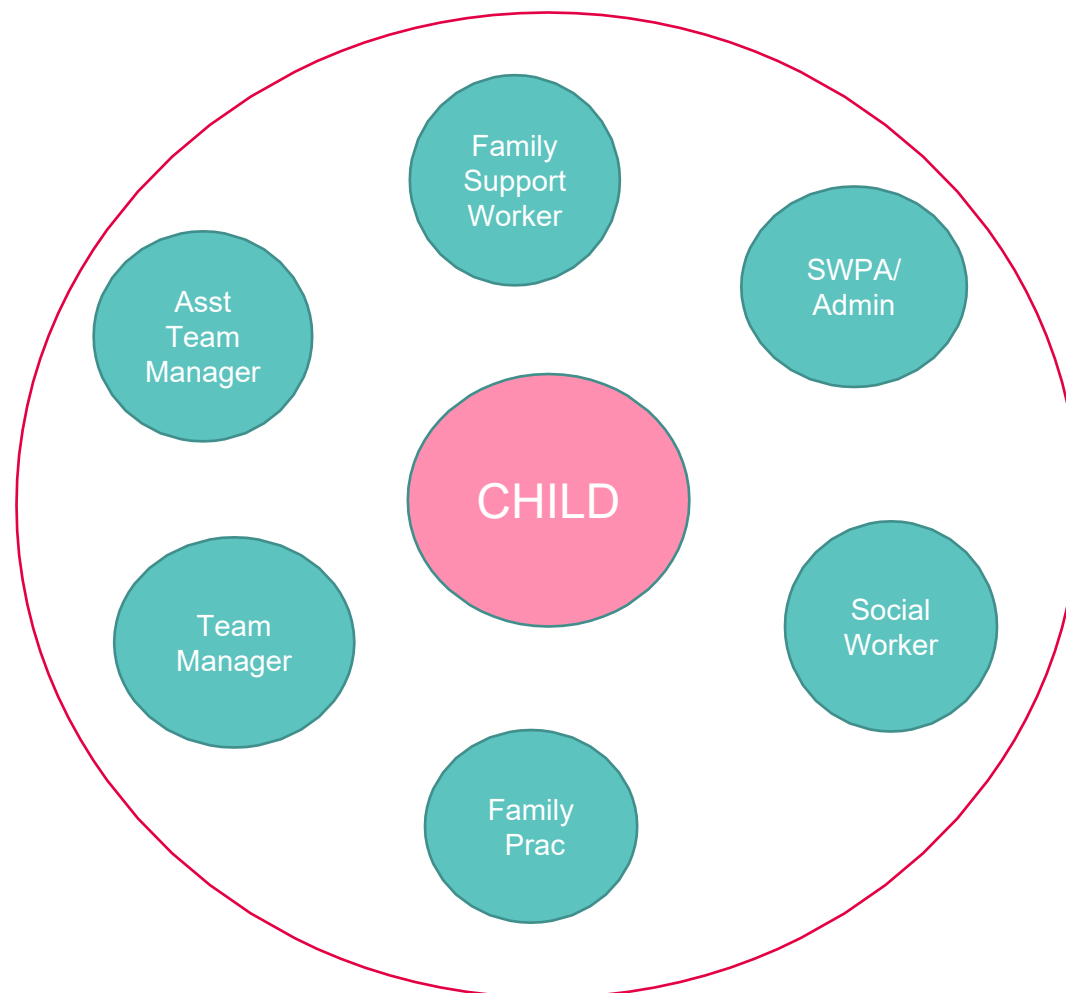 Family
Support
Worker
SWPA/
Admin
Asst
Team
Manager
CHILD
Social
Worker
Team
Manager
Family
Prac